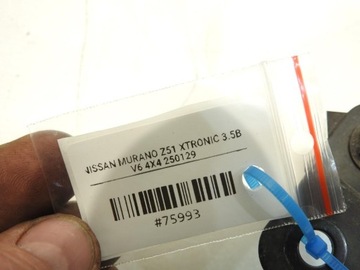 NISSAN MURANO Z51 XTRONIC 3.5B
V6 4X4 250129
#75993